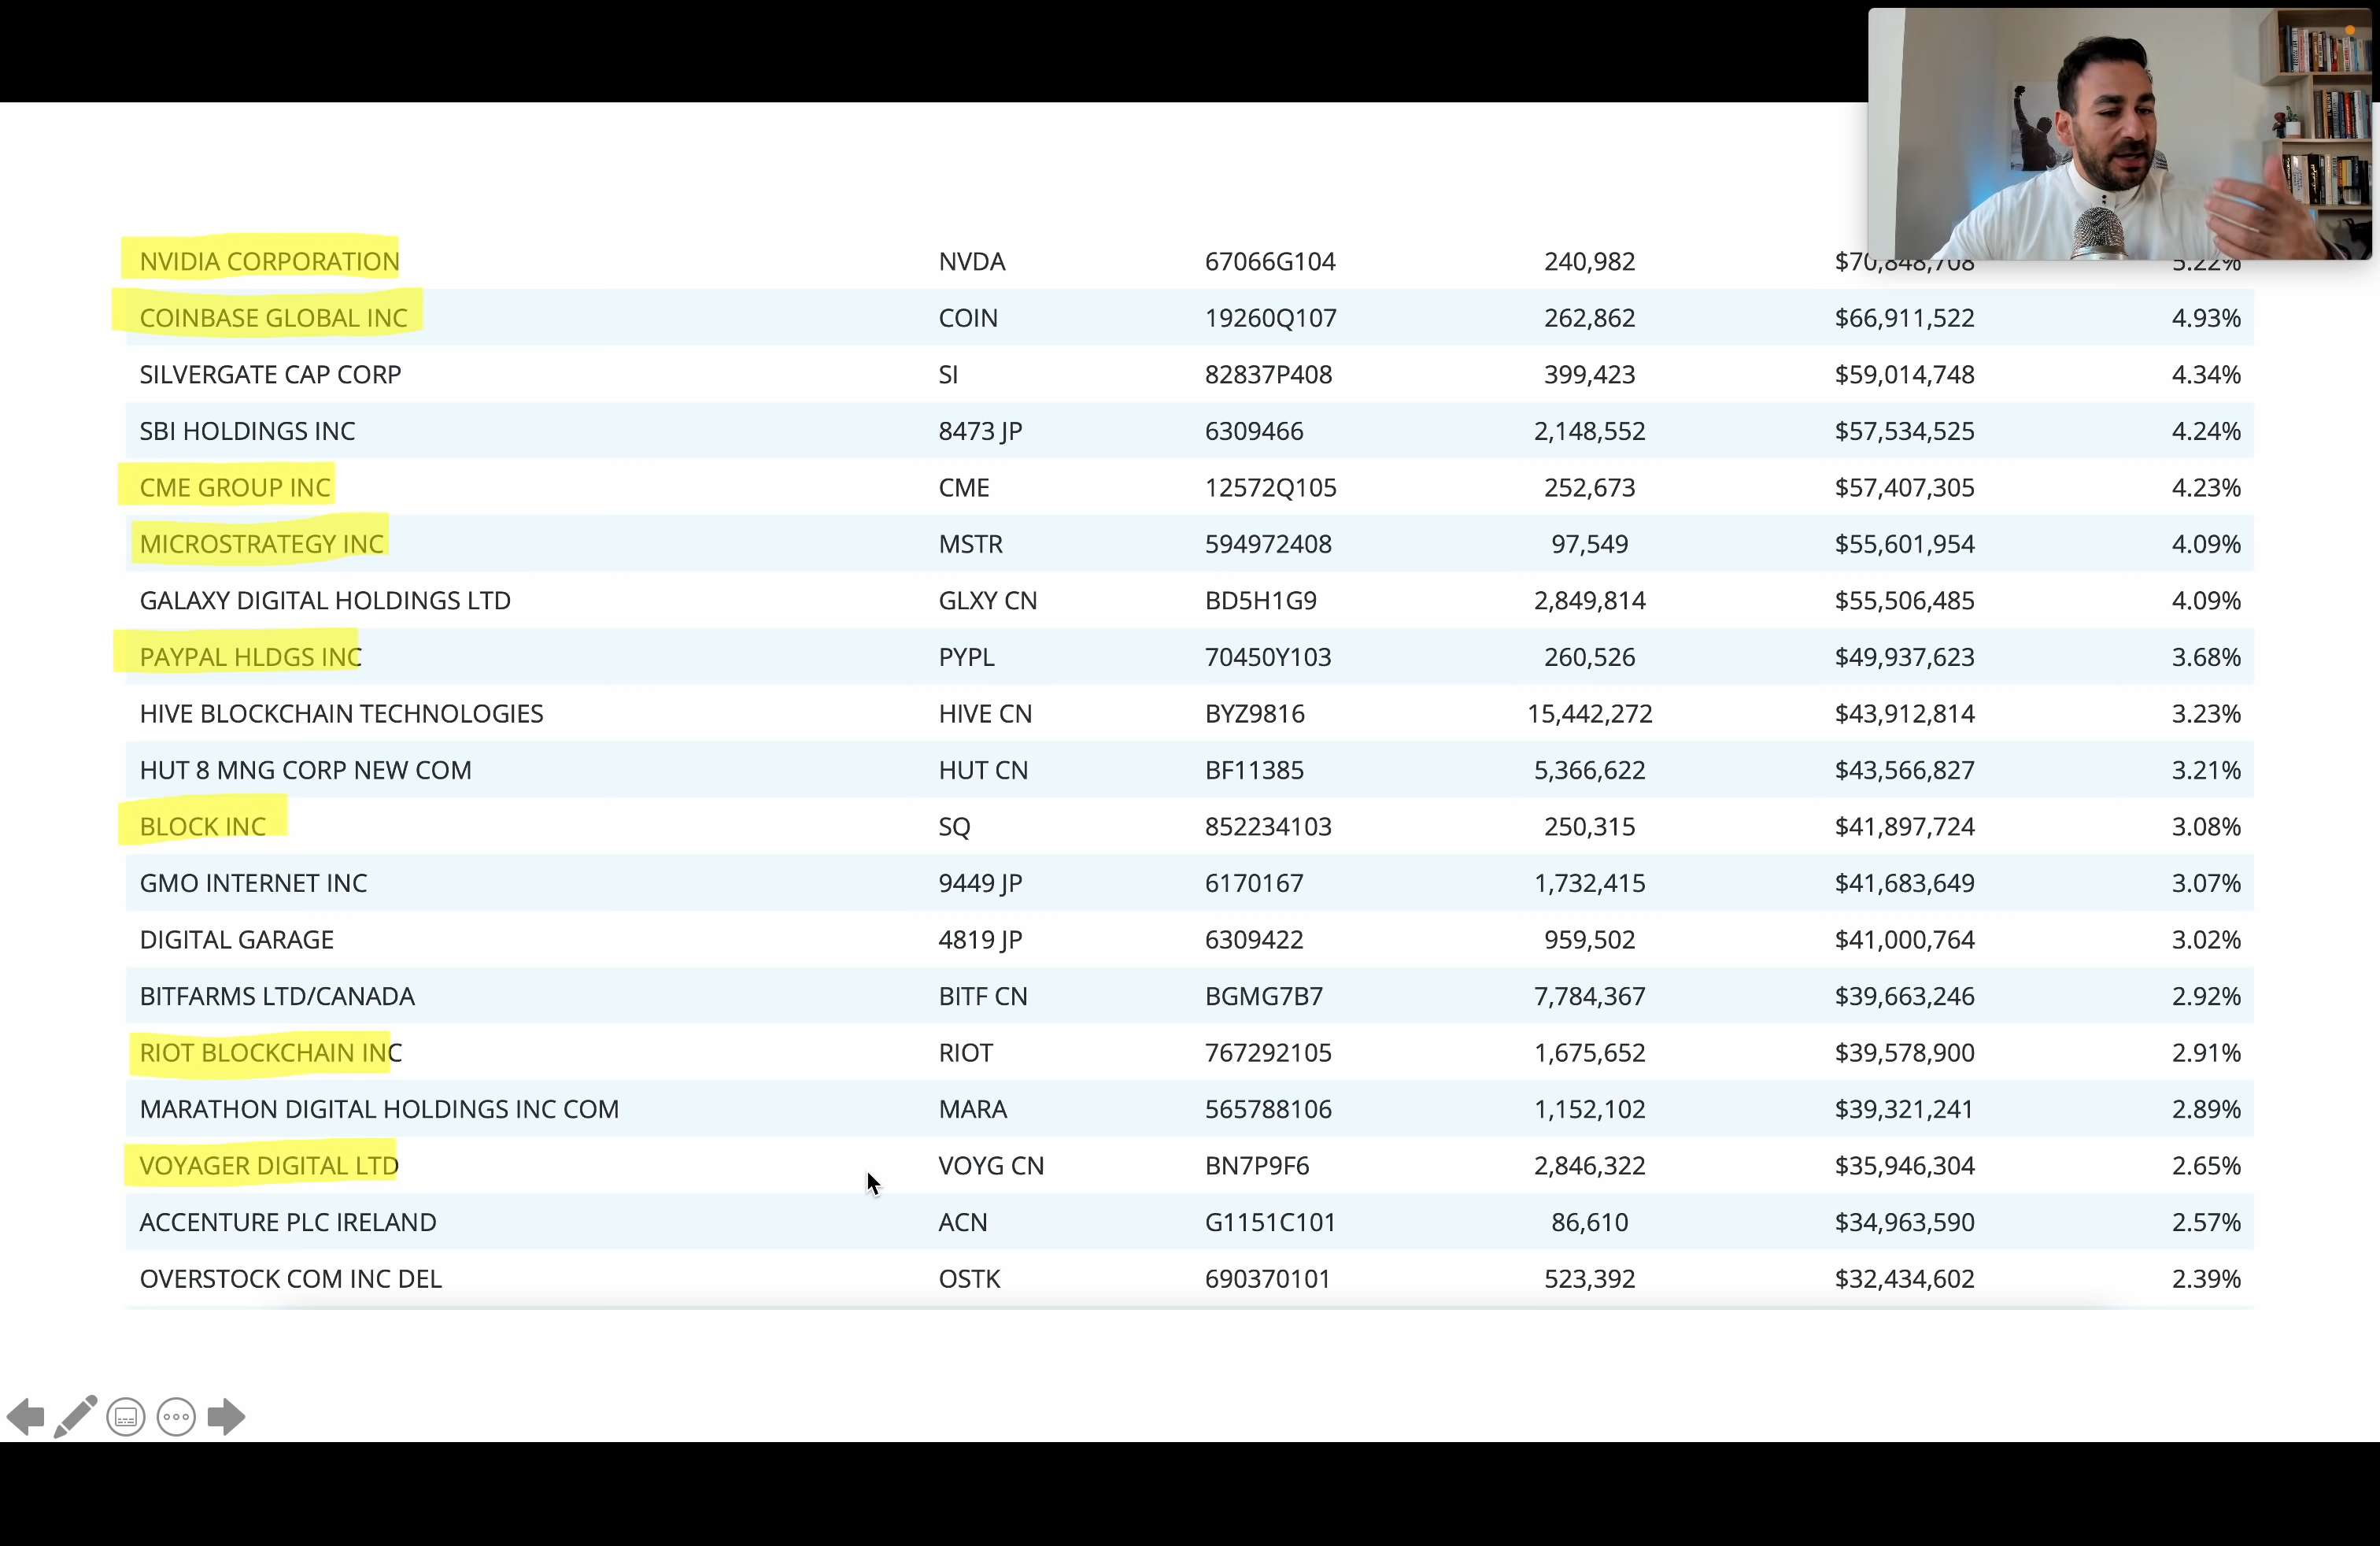 NVIDIA CORPORATION NVDA 67066G104 240,982 $70,848,708 5.22%
COINBASE GLOBAL INC COIN 19260Q107 262,862 $66,911,522 4.93%
SILVERGATE CAP CORP SI 82837P408 399,423 $59,014,748 4.34%
SBI HOLDINGS INC 8473 JP 6309466 2,148,552 $57,534,525 4.24%
CME GROUP INC CME 12572Q105 252,673 $57,407,305 4.23%
MICROSTRATEGY INC MSTR 594972408 97,549 $55,601,954 4.09%
GALAXY DIGITAL HOLDINGS LTD GLXY CN BD5H1G9 2,849,814 $55,506,485 4.09%
PAYPAL HLDGS INC PYPL 70450Y103 260,526 $49,937,623 3.68%
HIVE BLOCKCHAIN TECHNOLOGIES HIVE CN BYZ9816 15,442,272 $43,912,814 3.23%
HUT 8 MNG CORP NEW COM HUT CN BF11385 5,366,622 $43,566,827 3.21%
BLOCK INC SQ 852234103 250,315 $41,897,724 3.08%
GMO INTERNET INC 9449 JP 6170167 1,732,415 $41,683,649 3.07%
DIGITAL GARAGE 4819 JP 6309422 959,502 $41,000,764 3.02%
BITFARMS LTD/CANADA BITF CN BGMG7B7 7,784,367 $39,663,246 2.92%
RIOT BLOCKCHAIN INC RIOT 767292105 1,675,652 $39,578,900 2.91%
MARATHON DIGITAL HOLDINGS INC COM MARA 565788106 1,152,102 $39,321,241 2.89%
VOYAGER DIGITAL LTD VOYG CN BN7P9F6 2,846,322 $35,946,304 2.65%
ACCENTURE PLC IRELAND ACN G1151C101 86,610 $34,963,590 2.57%
OVERSTOCK COM INC DEL OSTK 690370101 523,392 $32,434,602 2.39%